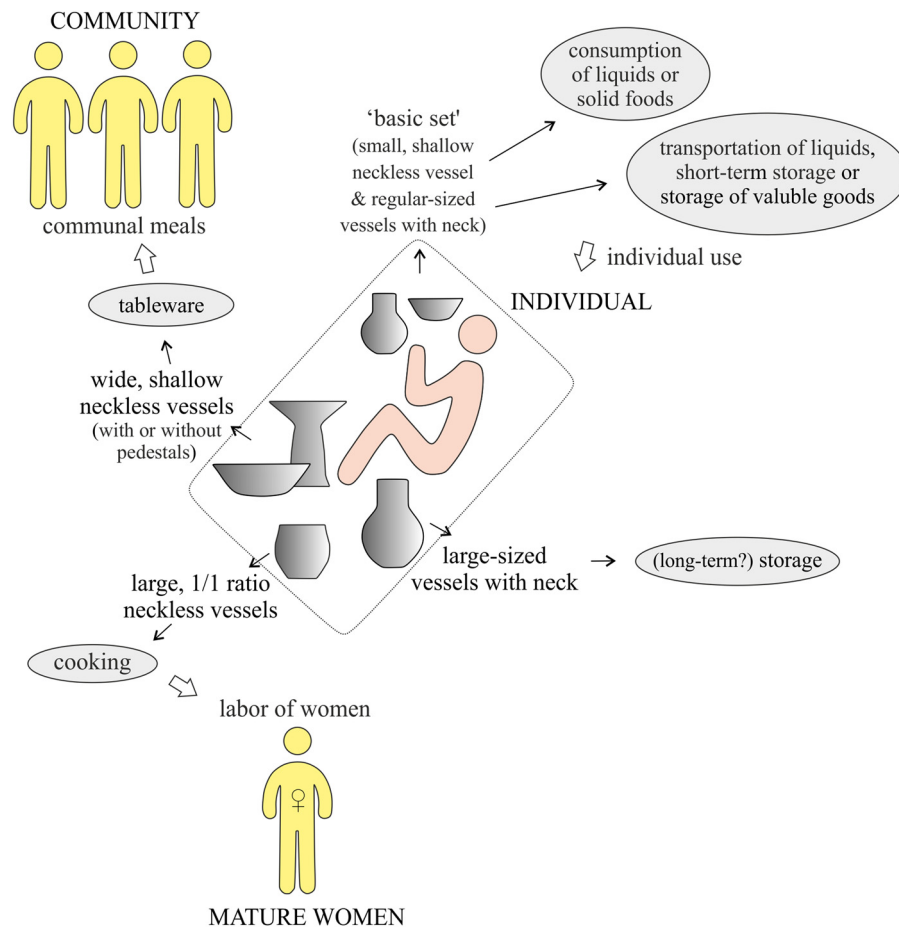 COMMUNITY
communal meals
tableware
wide, shallow
neckless vessels
(with or without
pedestals)
'basic set'
(small, shallow
neckless vessel
& regular-sized
vessels with neck)
consumption
of liquids or
solid foods
transportation of liquids,
short-term storage or
storage of valuble goods
individual use
INDIVIDUAL
large-sized
vessels with neck
(long-term?) storage
large, 1/1 ratio
neckless vessels
cooking
labor of women
♀
MATURE WOMEN